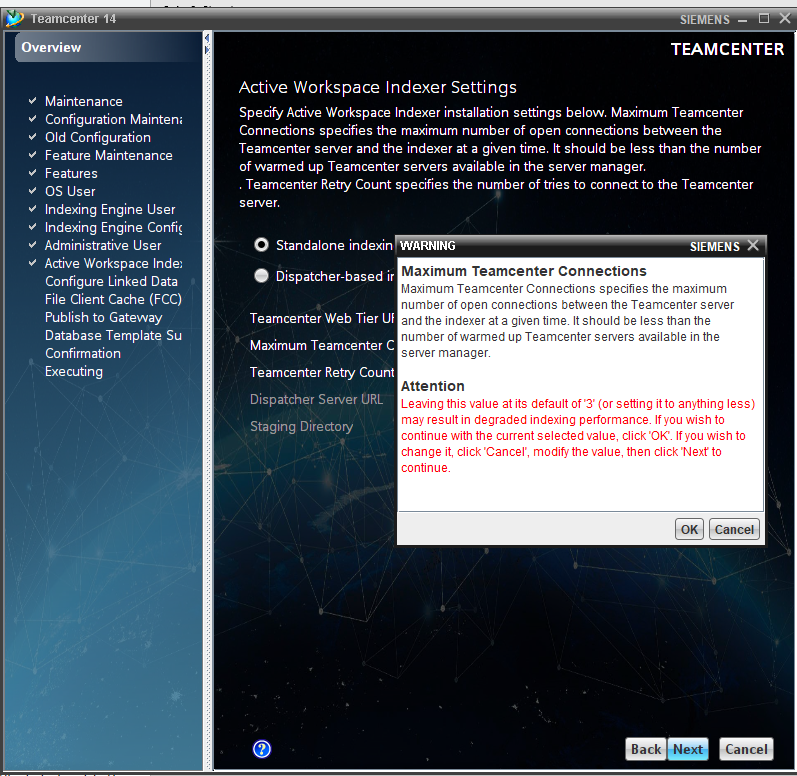 Teamcenter 14
SIEMENS
Overview
TEAMCENTER
Maintenance
Configuration Maintena
Old Configuration
Feature Maintenance
Features
OS User
Indexing Engine User
Indexing Engine Config
Administrative User
Active Workspace Index
Configure Linked Data
File Client Cache (FCC)
Publish to Gateway
Database Template Su
Confirmation
Executing
Active Workspace Indexer Settings
Specify Active Workspace Indexer installation settings below. Maximum Teamcenter
Connections specifies the maximum number of open connections between the
Teamcenter server and the indexer at a given time. It should be less than the number
of warmed up Teamcenter servers available in the server manager.
. Teamcenter Retry Count specifies the number of tries to connect to the Teamcenter
server.
Standalone indexin
Dispatcher-based in
Teamcenter Web Tier UR
Maximum Teamcenter C
Teamcenter Retry Count
Dispatcher Server URL
Staging Directory
WARNING
SIEMENS
Maximum Teamcenter Connections
Maximum Teamcenter Connections specifies the maximum
number of open connections between the Teamcenter server
and the indexer at a given time. It should be less than the
number of warmed up Teamcenter servers available in the
server manager.
Attention
Leaving this value at its default of '3' (or setting it to anything less)
may result in degraded indexing performance. If you wish to
continue with the current selected value, click 'OK'. If you wish to
change it, click 'Cancel', modify the value, then click 'Next' to
continue.
OK Cancel
? Back Next Cancel